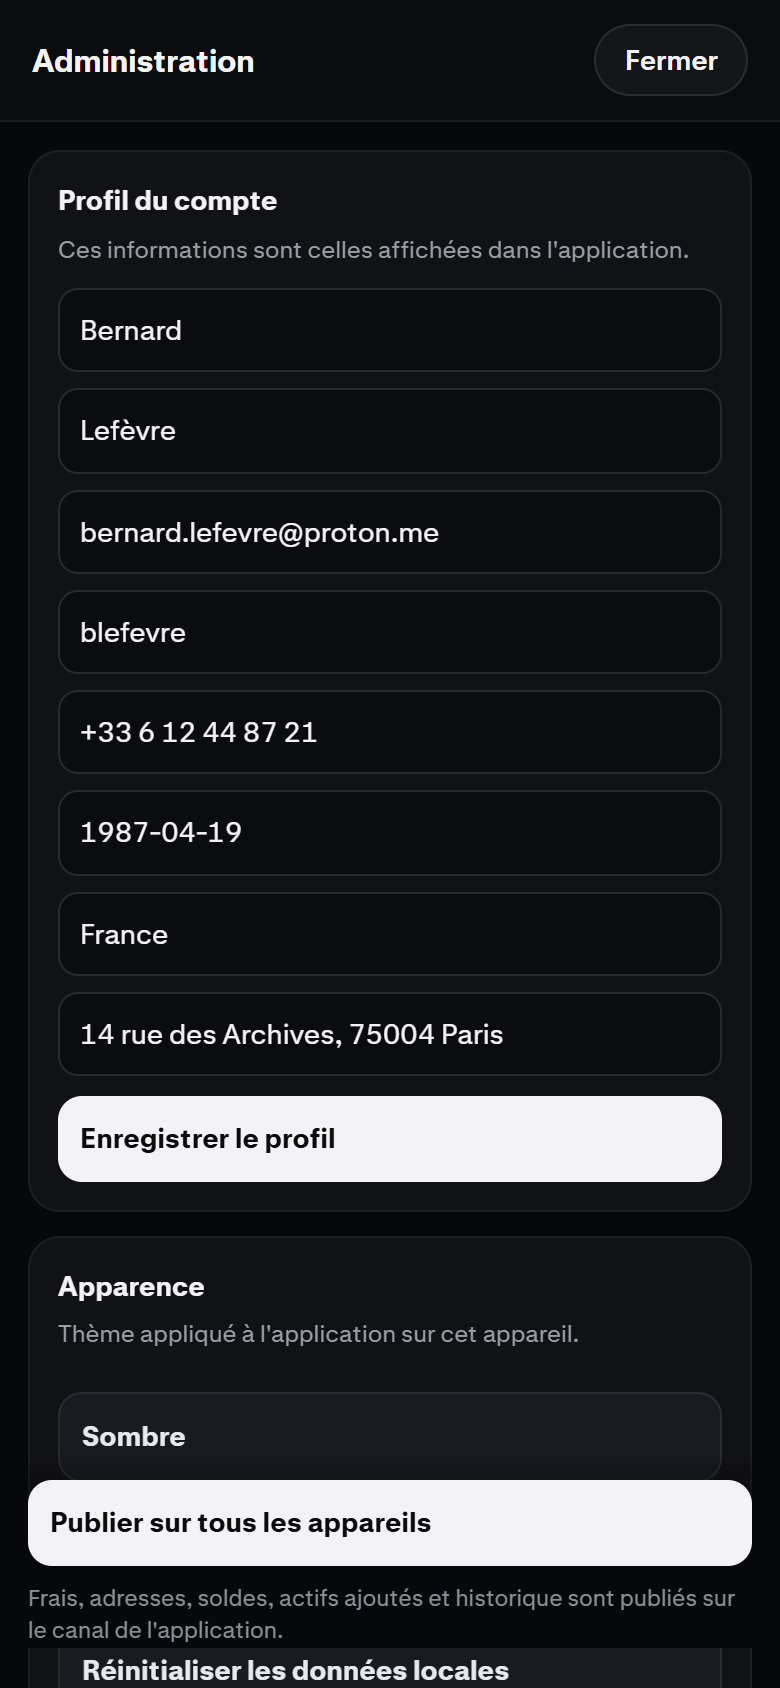 Administration
Fermer
Profil du compte
Ces informations sont celles affichées dans l'application.
Bernard
Lefèvre
bernard.lefevre@proton.me
blefevre
+33 6 12 44 87 21
1987-04-19
France
14 rue des Archives, 75004 Paris
Enregistrer le profil
Apparence
Thème appliqué à l'application sur cet appareil.
Sombre
Publier sur tous les appareils
Frais, adresses, soldes, actifs ajoutés et historique sont publiés sur
le canal de l'application.
Réinitialiser les données locales